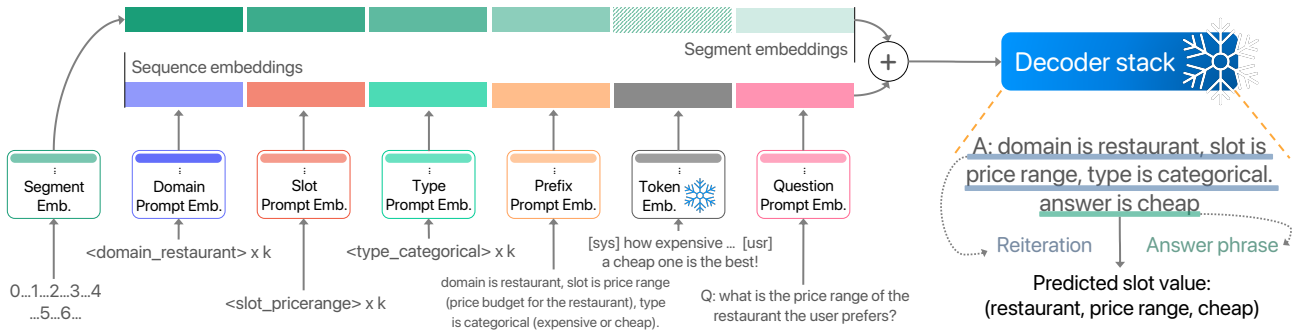 Segment embeddings
Sequence embeddings
+
Decoder stack
Segment
Emb.
0...1...2...3...4
...5...6...
Domain
Prompt Emb.
<domain_restaurant> x k
Slot
Prompt Emb.
<slot_pricerange> x k
Type
Prompt Emb.
<type_categorical> x k
Prefix
Prompt Emb.
domain is restaurant, slot is price range
(price budget for the restaurant), type
is categorical (expensive or cheap).
Token
Emb.
[sys] how expensive ... [usr]
a cheap one is the best!
Question
Prompt Emb.
Q: what is the price range of the
restaurant the user prefers?
A: domain is restaurant, slot is
price range, type is categorical.
answer is cheap
Reiteration
Answer phrase
Predicted slot value:
(restaurant, price range, cheap)